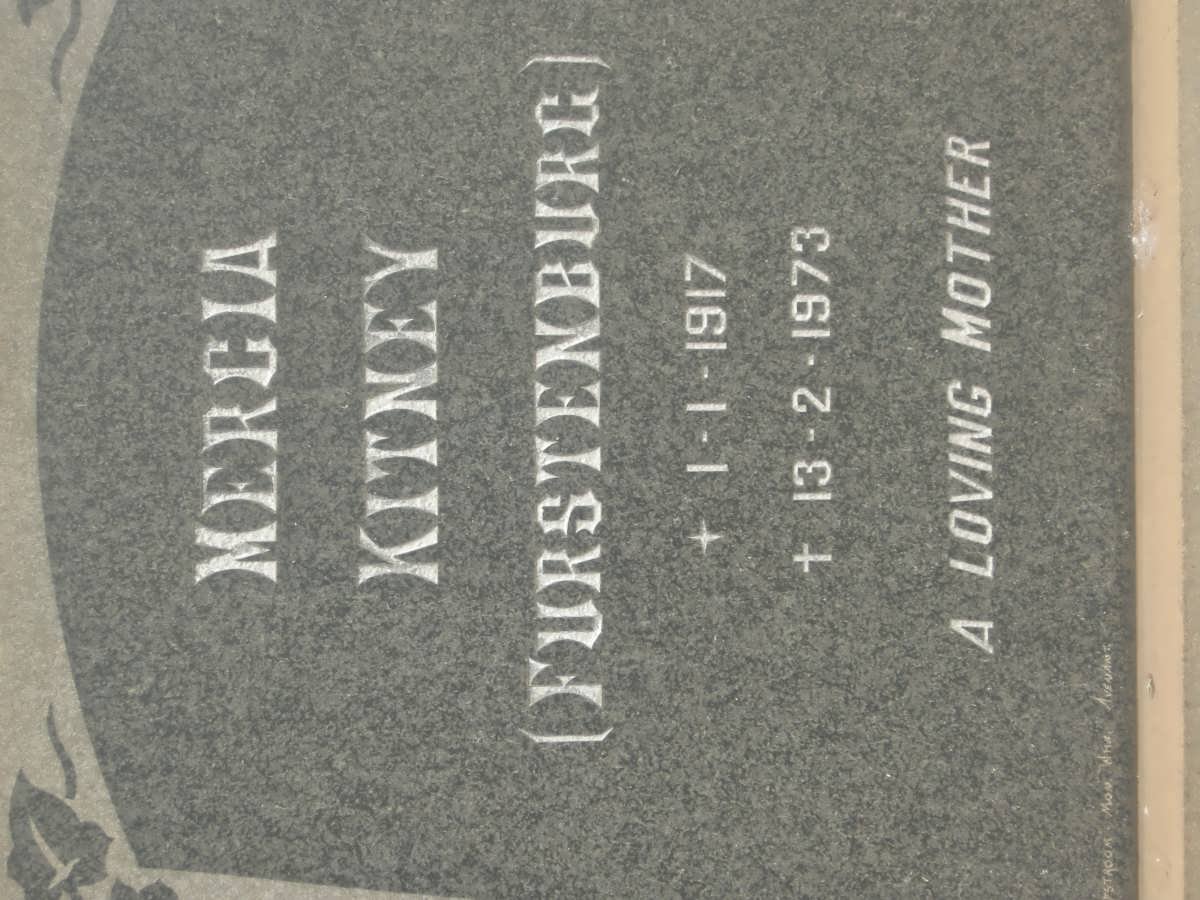 MERCIA
KITNEY
(FURSTENBURG)
1-1-1917
† 13-2-1973
A LOVING MOTHER